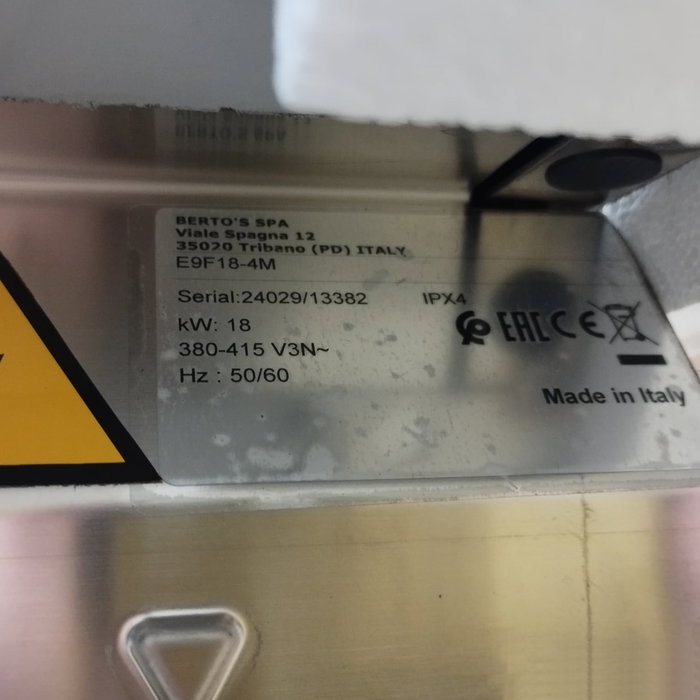 BERTO'S SPA
Viale Spagna 12
35020 Tribano (PD) ITALY
E9F18-4M
Serial:24029/13382 IPX4
kW: 18
380-415 V3N~
Hz : 50/60
EAC CE
Made in Italy